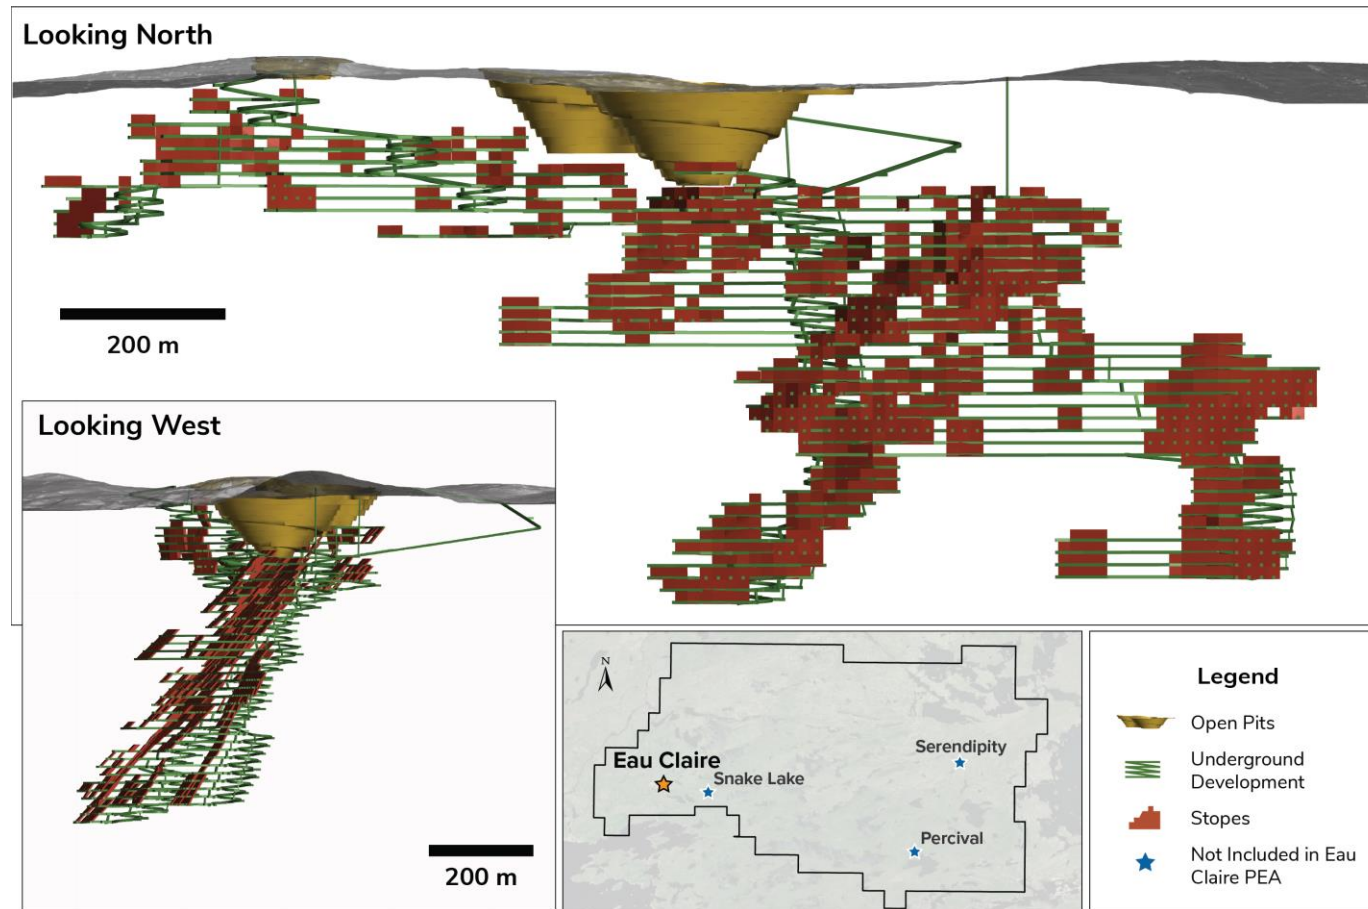 Looking North
200 m
Looking West
200 m
N
Eau Claire
Snake Lake
Serendipity
Percival
Legend
Open Pits
Underground
Development
Stopes
Not Included in Eau
Claire PEA